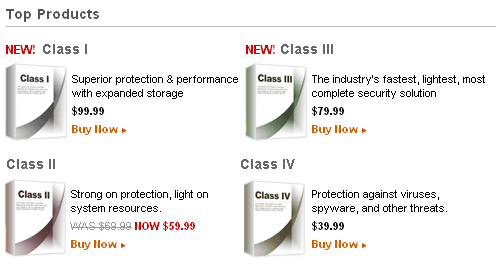 Top Products
NEW! Class I
Class I
Superior protection & performance
with expanded storage
$99.99
Buy Now
NEW! Class III
Class III
The industry's fastest, lightest, most
complete security solution
$79.99
Buy Now
Class II
Class II
Strong on protection, light on
system resources.
WAS $69.99 NOW $59.99
Buy Now
Class IV
Class IV
Protection against viruses,
spyware, and other threats.
$39.99
Buy Now